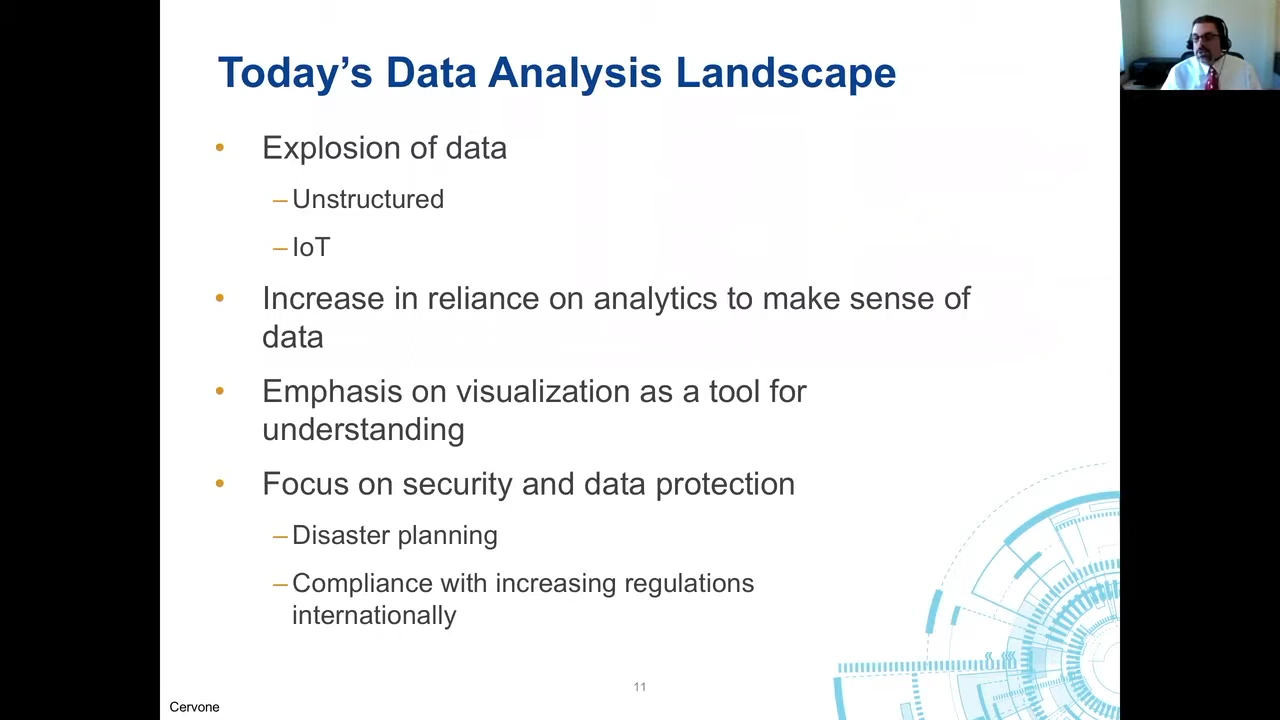 Today’s Data Analysis Landscape
• Explosion of data
– Unstructured
– IoT
• Increase in reliance on analytics to make sense of
data
• Emphasis on visualization as a tool for
understanding
• Focus on security and data protection
– Disaster planning
– Compliance with increasing regulations
internationally
11
Cervone